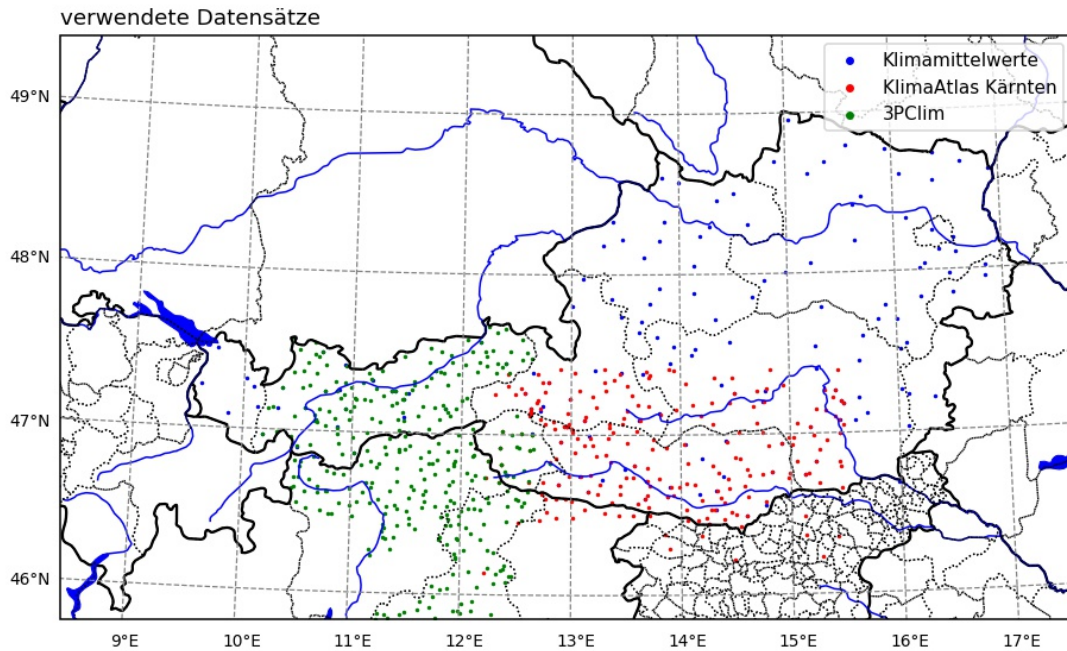 verwendete Datensätze
Klimamittelwerte
KlimaAtlas Kärnten
3PClim
49°N
48°N
47°N
46°N
9°E
10°E
11°E
12°E
13°E
14°E
15°E
16°E
17°E